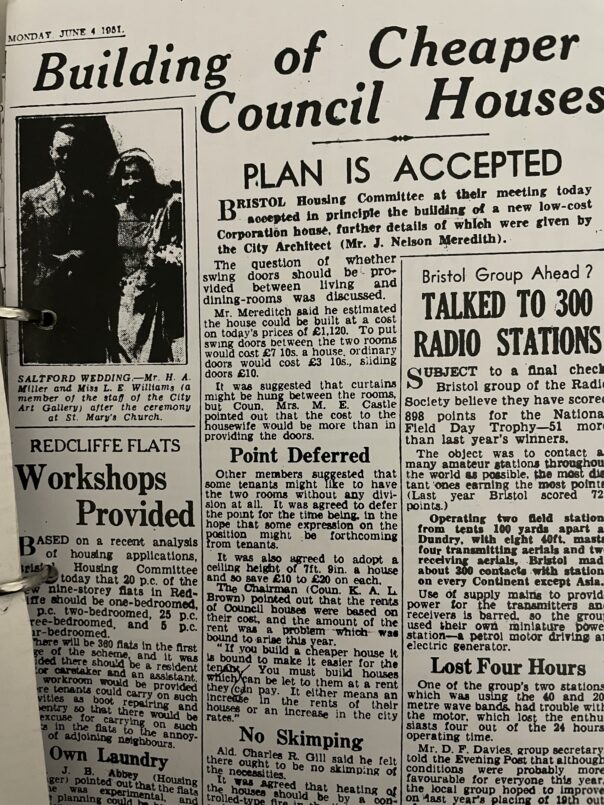 MONDAY, JUNE 4 1951.
Building of Cheaper
Council Houses
PLAN IS ACCEPTED
BRISTOL Housing Committee at their meeting today
accepted in principle the building of a new low-cost
Corporation house, further details of which were given by
the City Architect (Mr. J. Nelson Meredith).
SALTFORD WEDDING.—Mr. H. A.
Miller and Miss L. E. Williams (a
member of the staff of the City
Art Gallery) after the ceremony
at St. Mary's Church.
REDCLIFFE FLATS
Workshops
Provided
BASED on a recent analysis
of housing applications,
Bristol Housing Committee
today that 20 p.c. of the
nine-storey flats in Red-
should be one-bedroomed,
p.c. two-bedroomed, 25 p.c.
and 5 p.c.
will be 360 flats in the first
of the scheme, and it was
there should be a resident
caretaker and an assistant.
workroom would be provided
tenants could carry on such
as boot repairing and
so that there would be
excuse for carrying on such
in the flats to the annoy-
of adjoining neighbours.
Own Laundry
J. B. Abbey (Housing
pointed out that the flats
were experimental, and
planning could be
The question of whether
swing doors should be pro-
vided between living and
dining-rooms was discussed.
Mr. Mereditch said he estimated
the house could be built at a cost
on today's prices of £1,120. To put
swing doors between the two rooms
would cost £7 10s. a house, ordinary
doors would cost £3 10s., sliding
doors £10.
It was suggested that curtains
might be hung between the rooms,
but Coun. Mrs. M. E. Castle
pointed out that the cost to the
housewife would be more than in
providing the doors.
Point Deferred
Other members suggested that
some tenants might like to have
the two rooms without any divi-
sion at all. It was agreed to defer
the point for the time being, in the
hope that some expression on the
position might be forthcoming
from tenants.
It was also agreed to adopt a
ceiling height of 7ft. 9in. a house
and so save £10 to £20 on each.
The Chairman (Coun. K. A. L.
Brown) pointed out that the rents
of Council houses were based on
their cost, and the amount of the
rent was a problem which was
bound to arise this year.
"If you build a cheaper house it
is bound to make it easier for the
tenant. You must build houses
which can be let to them at a rent
they can pay. It either means an
increase in the rents of their
houses or an increase in the city
rates."
No Skimping
Ald. Charles R. Gill said he felt
there ought to be no skimping of
the necessities.
It was agreed that heating of
the houses should be by a con-
trolled-type fire
Bristol Group Ahead ?
TALKED TO 300
RADIO STATIONS
SUBJECT to a final check
Bristol group of the Radio
Society believe they have scored
898 points for the National
Field Day Trophy—51 more
than last year's winners.
The object was to contact as
many amateur stations throughout
the world as possible, the most dis-
tant ones earning the most points
(Last year Bristol scored 72
points.)
Operating two field stations
from tents 100 yards apart at
Dundry, with eight 40ft. masts
four transmitting aerials and two
receiving aerials, Bristol made
about 300 contacts with stations
on every Continent except Asia.
Use of supply mains to provide
power for the transmitters and
receivers is barred, so the group
used their own miniature power
station—a petrol motor driving an
electric generator.
Lost Four Hours
One of the group's two stations
which was using the 40 and 20
metre wave bands, had trouble with
the motor, which lost the enthu-
siasts four out of the 24 hours
operating time.
Mr. D. F. Davies, group secretary
told the Evening Post that although
conditions were probably more
favourable for everyone this year,
the local group hoped to improve
on last year's placing of 19th